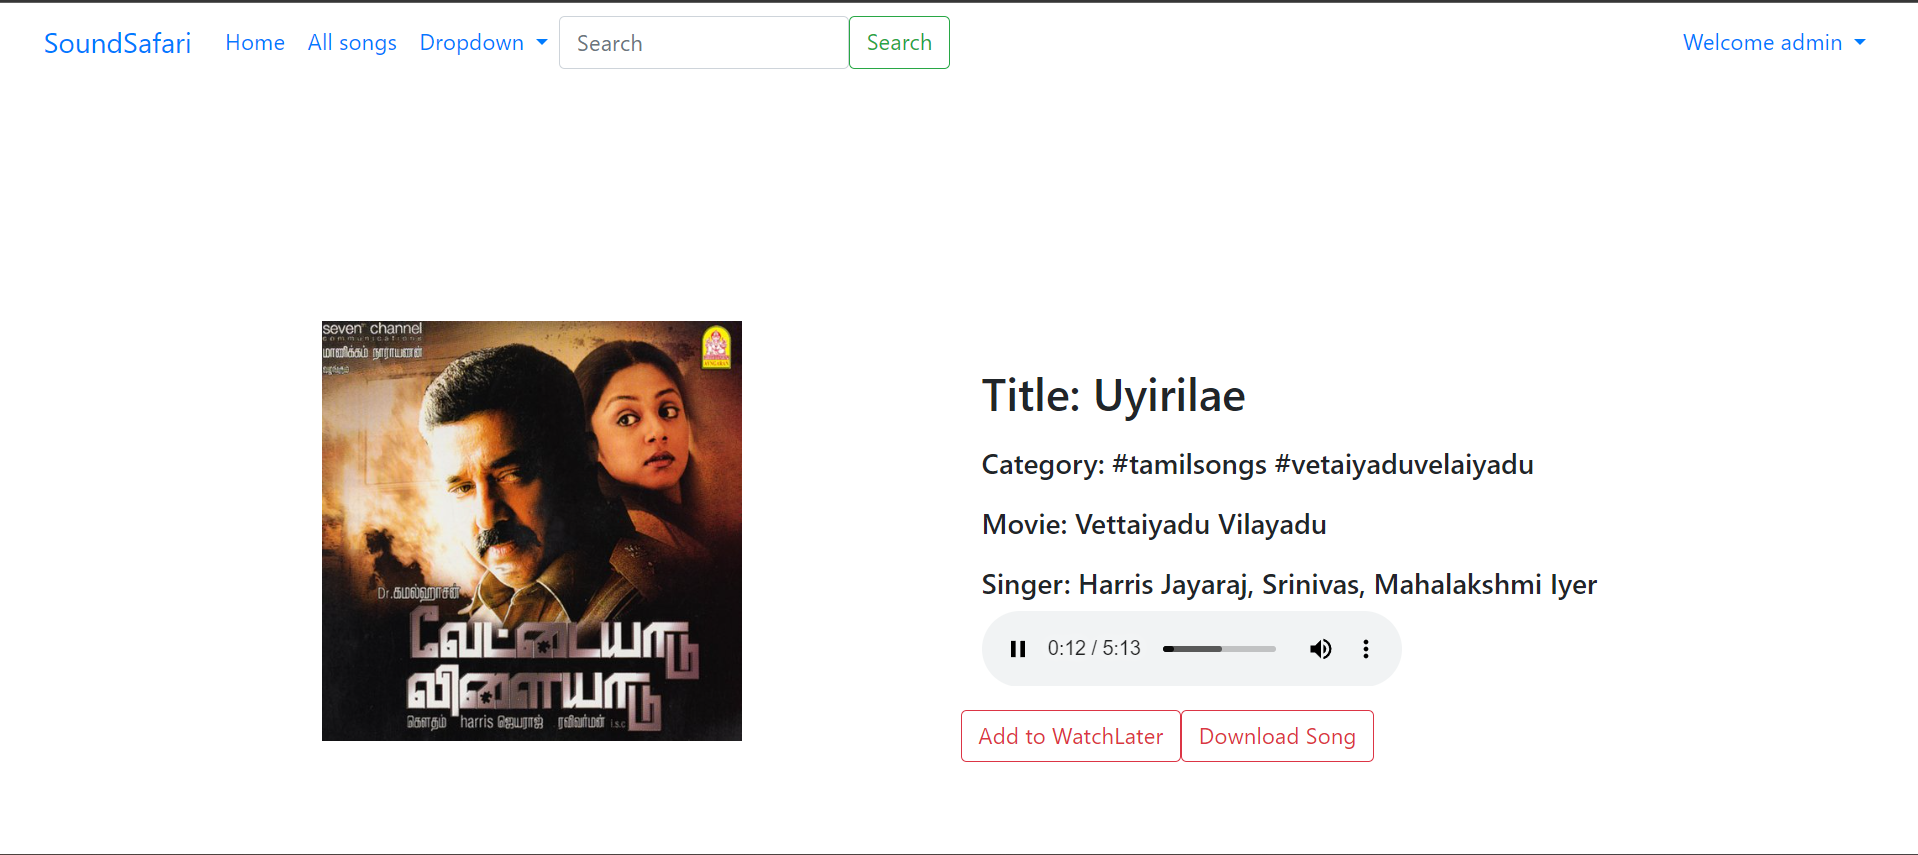 SoundSafari Home All songs Dropdown Search Search Welcome admin
seven channel
communications
மாணிக்கம் நாராயணன்
வழங்கும்
Dr.கமல்ஹாசன்
வேட்டையாடு
விளையாடு
கௌதம் harris ஜெயராஜ் ரவிவர்மன் i.s.c
Title: Uyirilae
Category: #tamilsongs #vetaiyaduvelaiyadu
Movie: Vettaiyadu Vilayadu
Singer: Harris Jayaraj, Srinivas, Mahalakshmi Iyer
0:12 / 5:13
Add to WatchLater Download Song